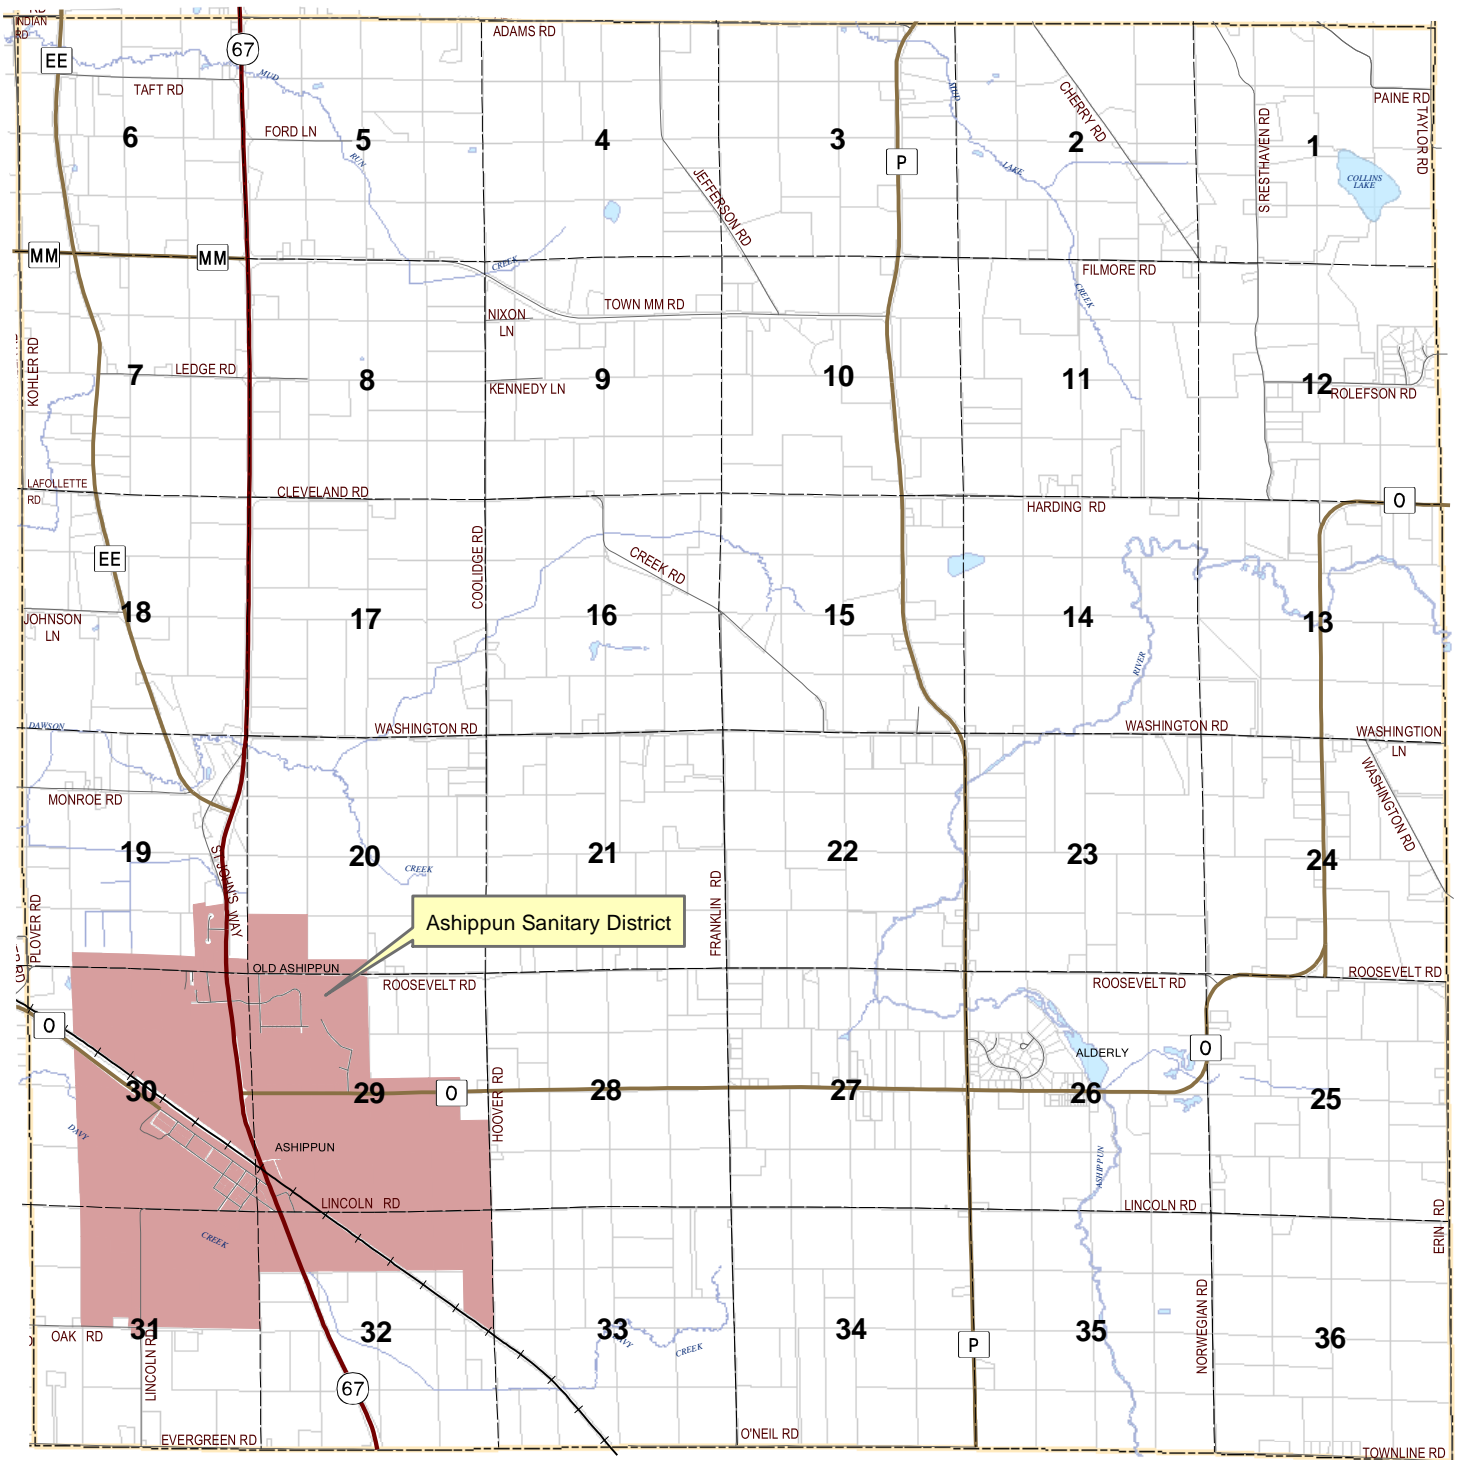 RD
INDIAN
RD
EE
67
ADAMS RD
MUD
TAFT RD
PAINE RD
FORD LN
6
5
4
3
P
MUD
CHERRY RD
2
S RESTHAVEN RD
1
TAYLOR RD
RUN
LAKE
COLLINS
LAKE
JEFFERSON RD
MM
MM
CREEK
FILMORE RD
CREEK
TOWN MM RD
NIXON
LN
KOHLER RD
7
LEDGE RD
8
KENNEDY LN
9
10
11
12
ROLEFSON RD
LAFOLLETTE
RD
CLEVELAND RD
HARDING RD
O
EE
COOLIDGE RD
CREEK RD
JOHNSON
LN
18
17
16
15
14
13
RIVER
DAWSON
WASHINGTON RD
WASHINGTON RD
WASHINGTION
LN
WASHINGTON RD
MONROE RD
19
ST JOHN'S WAY
20
21
22
23
24
CREEK
PLOVER RD
Ashippun Sanitary District
FRANKLIN RD
OLD ASHIPPUN
ROOSEVELT RD
ROOSEVELT RD
ROOSEVELT RD
O
ALDERLY
O
30
29
O
HOOVER RD
28
27
26
25
DAVY
ASHIPPUN
ASHIPPUN
LINCOLN RD
LINCOLN RD
ERIN RD
CREEK
OAK RD
31
LINCOLN RD
32
33
DAVY
CREEK
34
P
35
NORWEGIAN RD
36
67
EVERGREEN RD
O'NEIL RD
TOWNLINE RD